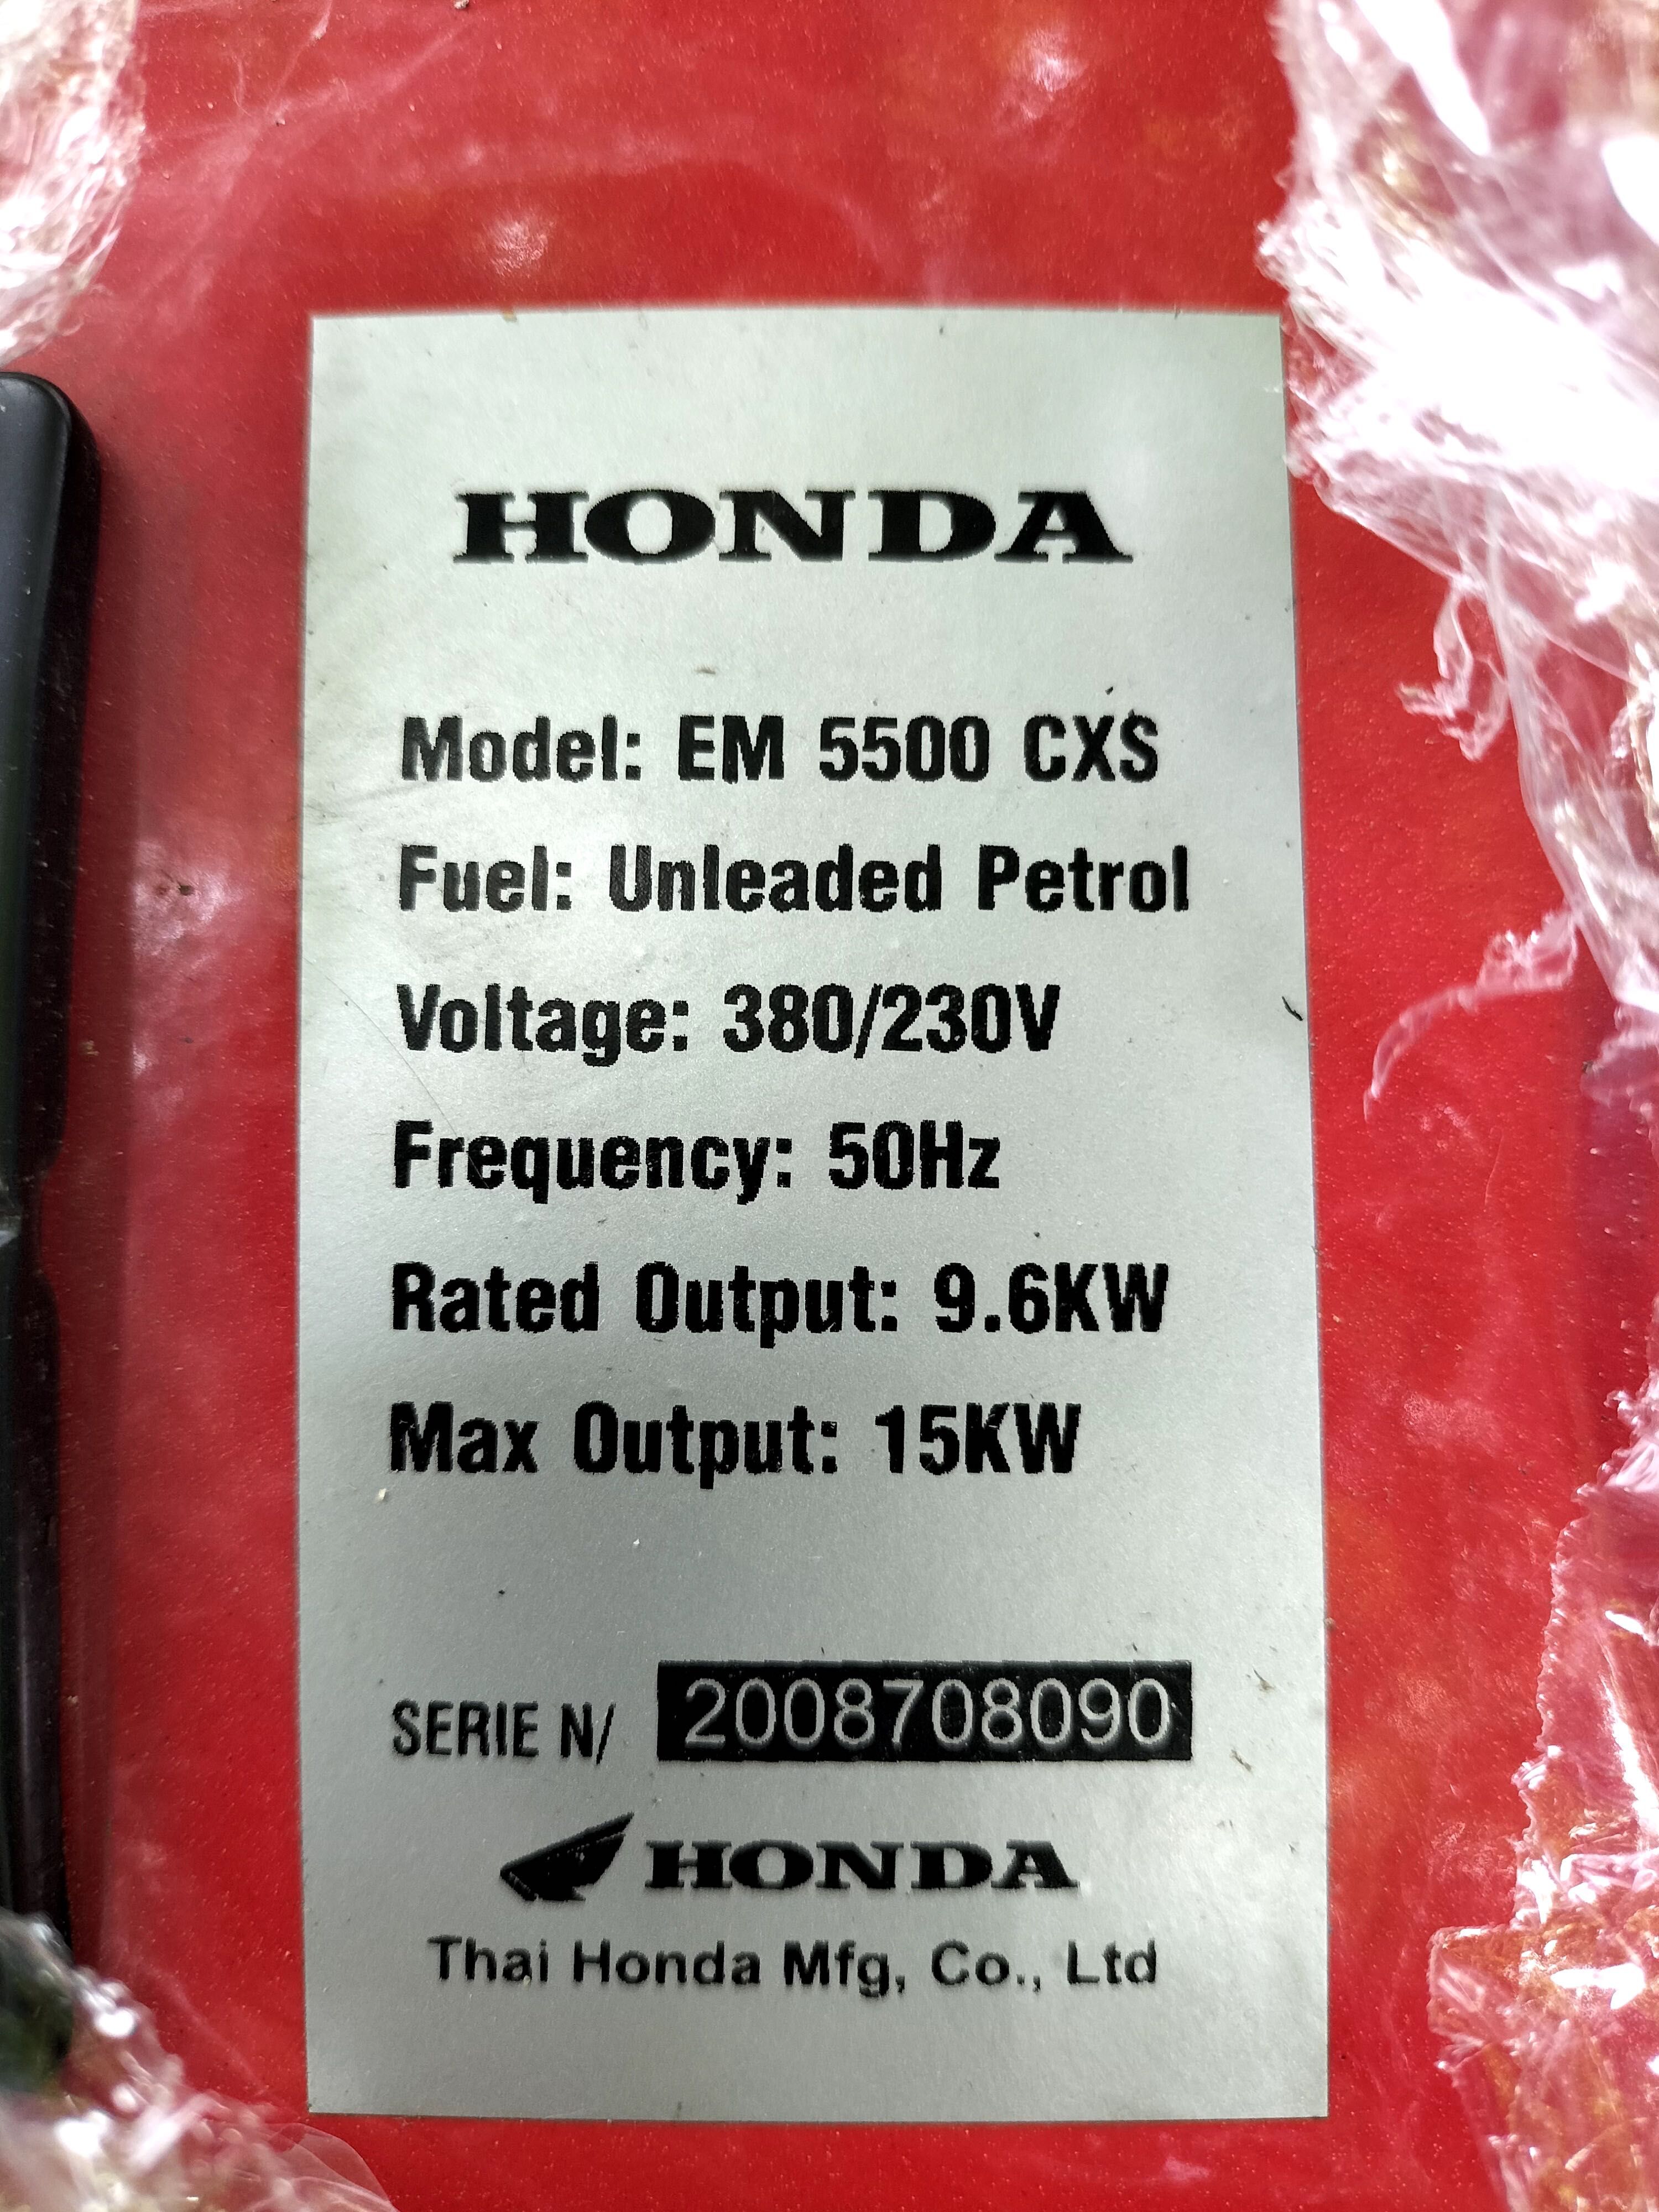 HONDA
Model: EM 5500 CXS
Fuel: Unleaded Petrol
Voltage: 380/230V
Frequency: 50Hz
Rated Output: 9.6KW
Max Output: 15KW
SERIE N/ 2008708090
HONDA
Thai Honda Mfg, Co., Ltd